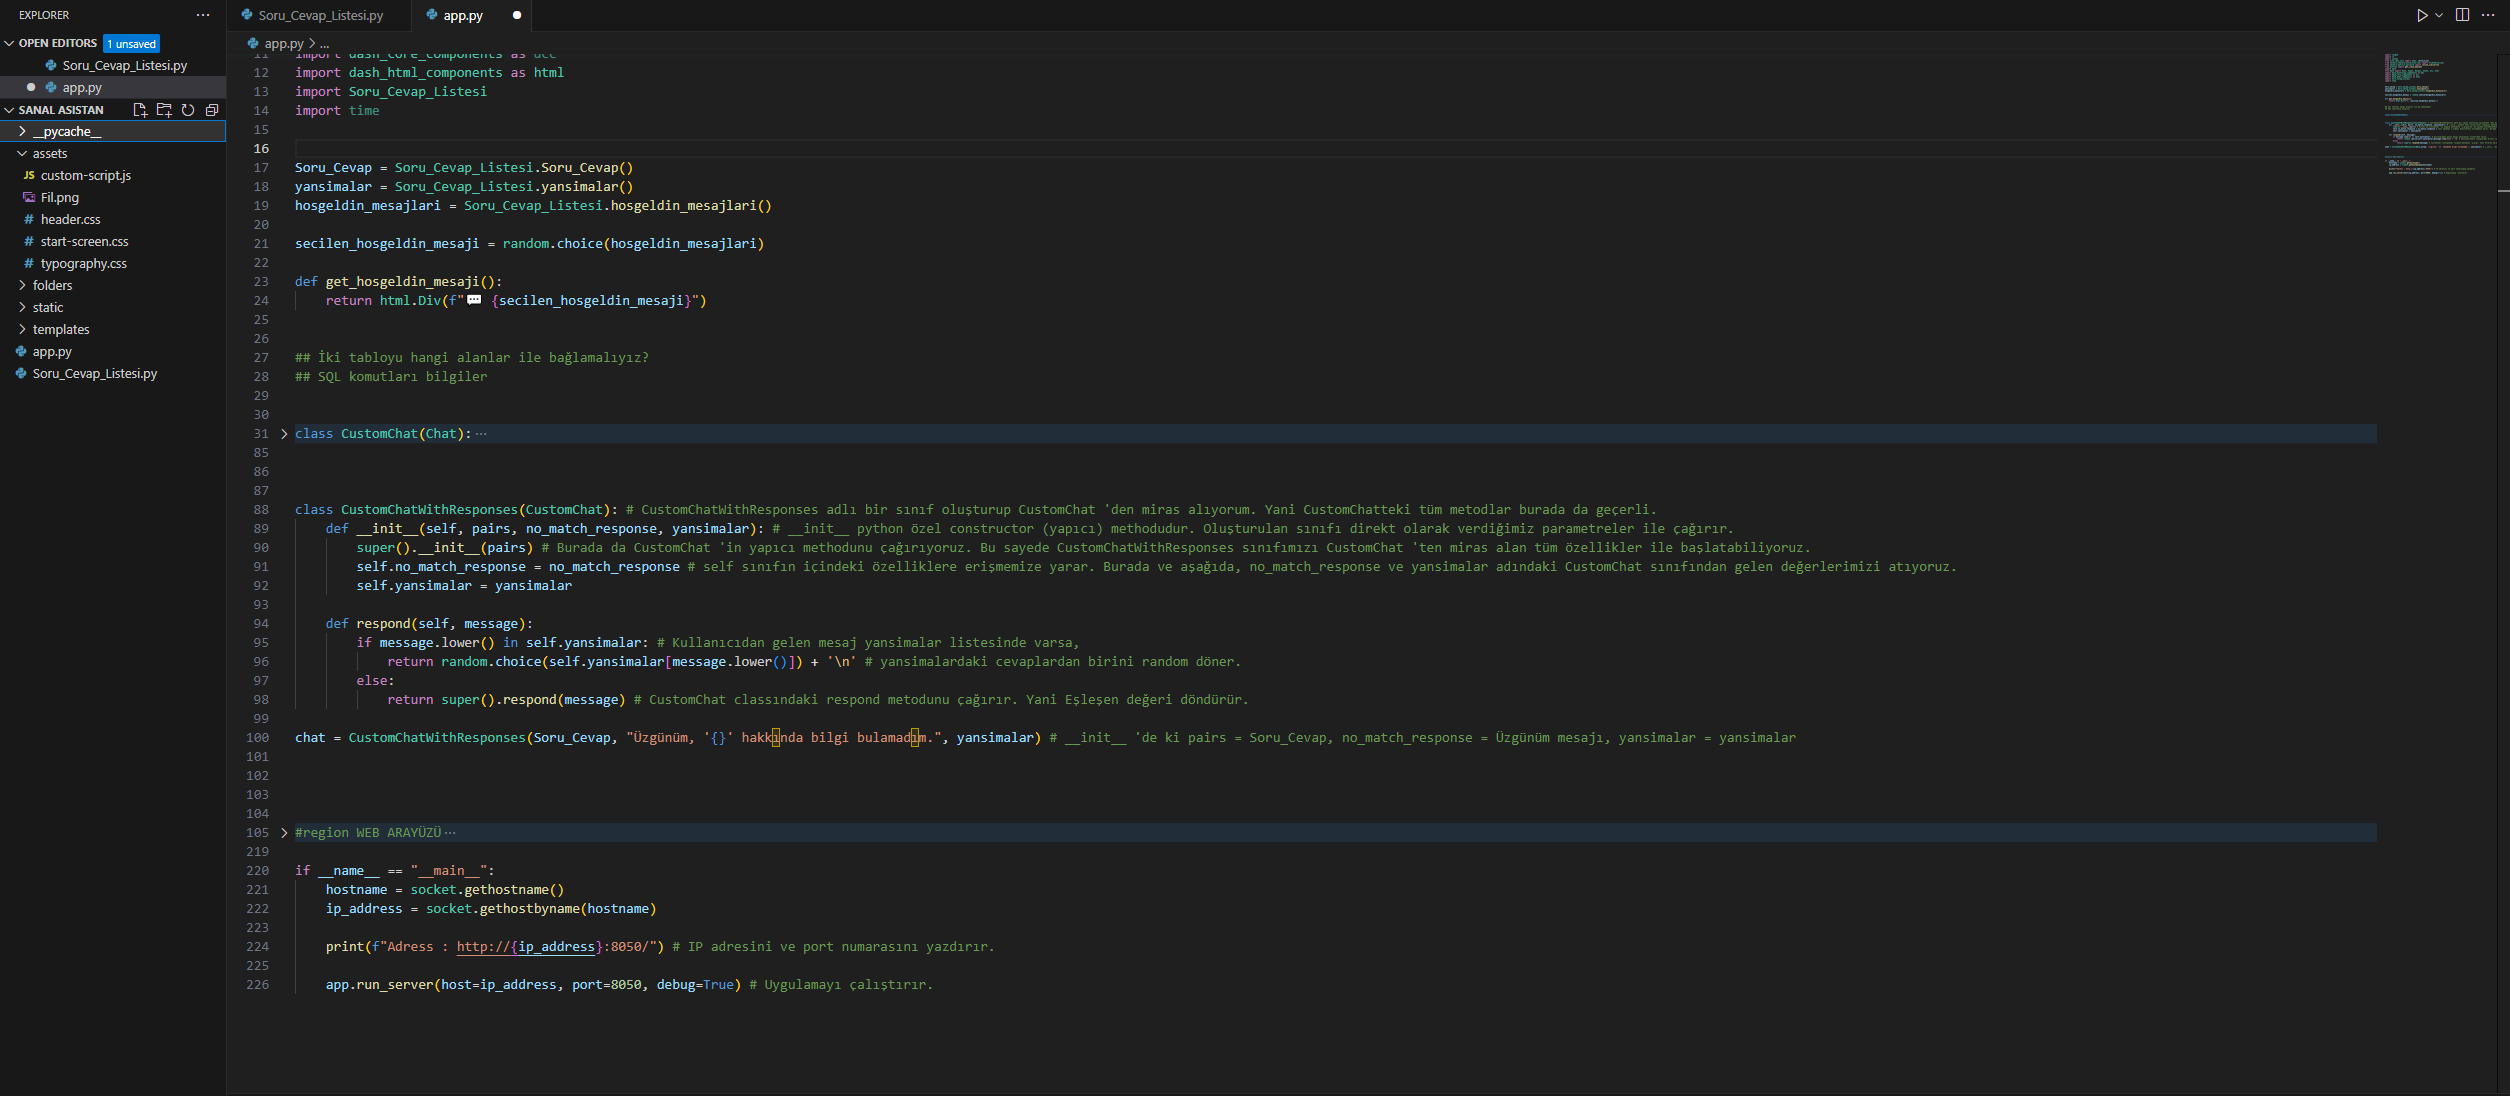 EXPLORER
OPEN EDITORS 1 unsaved
Soru_Cevap_Listesi.py
app.py
SANAL ASISTAN
__pycache__
assets
JS custom-script.js
Fil.png
# header.css
# start-screen.css
# typography.css
folders
static
templates
app.py
Soru_Cevap_Listesi.py
Soru_Cevap_Listesi.py
app.py
app.py > ...
11 import dash_core_components as dcc
12 import dash_html_components as html
13 import Soru_Cevap_Listesi
14 import time
15
16
17 Soru_Cevap = Soru_Cevap_Listesi.Soru_Cevap()
18 yansimalar = Soru_Cevap_Listesi.yansimalar()
19 hosgeldin_mesajlari = Soru_Cevap_Listesi.hosgeldin_mesajlari()
20
21 secilen_hosgeldin_mesaji = random.choice(hosgeldin_mesajlari)
22
23 def get_hosgeldin_mesaji():
24 return html.Div(f"💬 {secilen_hosgeldin_mesaji}")
25
26
27 ## İki tabloyu hangi alanlar ile bağlamalıyız?
28 ## SQL komutları bilgiler
29
30
31 class CustomChat(Chat): ...
85
86
87
88 class CustomChatWithResponses(CustomChat): # CustomChatWithResponses adlı bir sınıf oluşturup CustomChat 'den miras alıyorum. Yani CustomChatteki tüm metodlar burada da geçerli.
89 def __init__(self, pairs, no_match_response, yansimalar): # __init__ python özel constructor (yapıcı) methodudur. Oluşturulan sınıfı direkt olarak verdiğimiz parametreler ile çağırır.
90 super().__init__(pairs) # Burada da CustomChat 'in yapıcı methodunu çağırıyoruz. Bu sayede CustomChatWithResponses sınıfımızı CustomChat 'ten miras alan tüm özellikler ile başlatabiliyoruz.
91 self.no_match_response = no_match_response # self sınıfın içindeki özelliklere erişmemize yarar. Burada ve aşağıda, no_match_response ve yansimalar adındaki CustomChat sınıfından gelen değerlerimizi atıyoruz.
92 self.yansimalar = yansimalar
93
94 def respond(self, message):
95 if message.lower() in self.yansimalar: # Kullanıcıdan gelen mesaj yansimalar listesinde varsa,
96 return random.choice(self.yansimalar[message.lower()]) + '\n' # yansimalardaki cevaplardan birini random döner.
97 else:
98 return super().respond(message) # CustomChat classındaki respond metodunu çağırır. Yani Eşleşen değeri döndürür.
99
100 chat = CustomChatWithResponses(Soru_Cevap, "Üzgünüm, '{}' hakkında bilgi bulamadım.", yansimalar) # __init__ 'de ki pairs = Soru_Cevap, no_match_response = Üzgünüm mesajı, yansimalar = yansimalar
101
102
103
104
105 #region WEB ARAYÜZÜ ...
219
220 if __name__ == "__main__":
221 hostname = socket.gethostname()
222 ip_address = socket.gethostbyname(hostname)
223
224 print(f"Adress : http://{ip_address}:8050/") # IP adresini ve port numarasını yazdırır.
225
226 app.run_server(host=ip_address, port=8050, debug=True) # Uygulamayı çalıştırır.